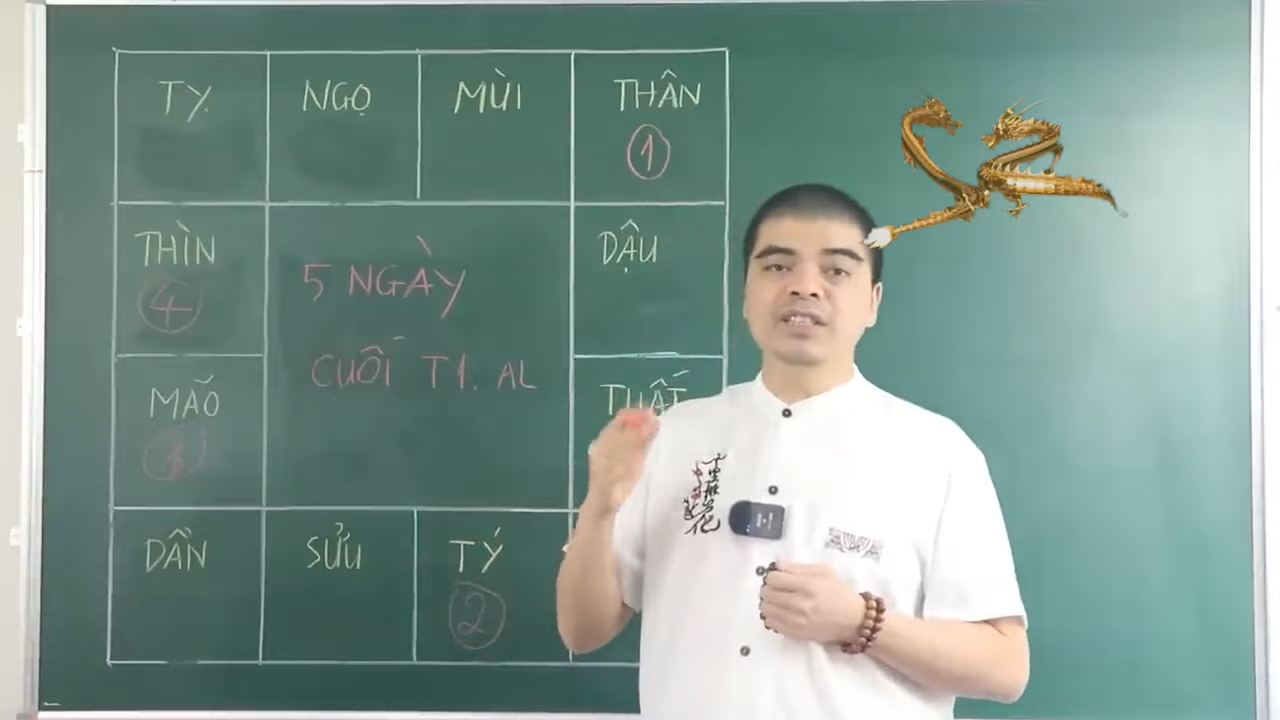 TỴ NGỌ MÙI THÂN
①
THÌN DẬU
④
5 NGÀY
CUỐI T1. AL
MÃO TUẤT
③
DẦN SỬU TÝ
②